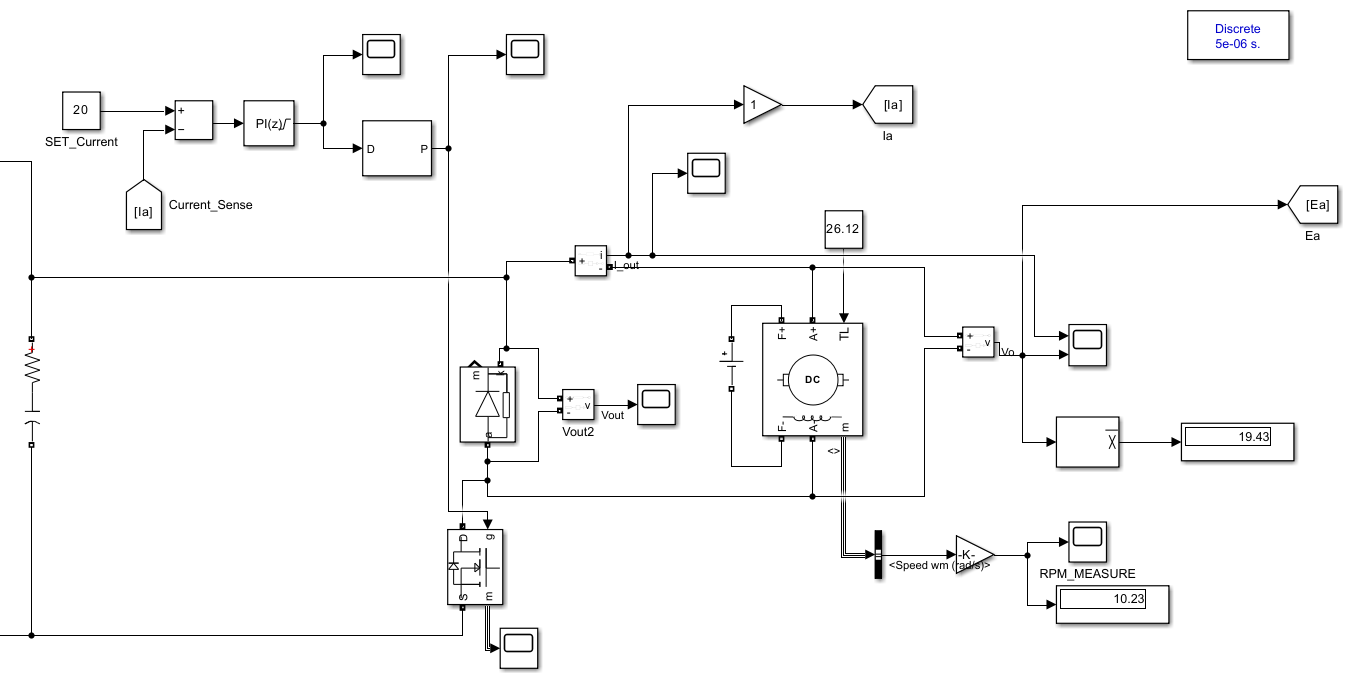 Discrete
5e-06 s.
20
+
−
SET_Current
PI(z)
D
P
1
[Ia]
Ia
[Ia]
Current_Sense
[Ea]
Ea
26.12
+
i
-
I_out
F+
A+
TL
DC
F-
A-
m
+
+
-
v
Vo
m
k
a
+
-
v
Vout
Vout2
x
19.43
<>
D
g
S
m
<Speed wm (rad/s)>
-K-
RPM_MEASURE
10.23
+